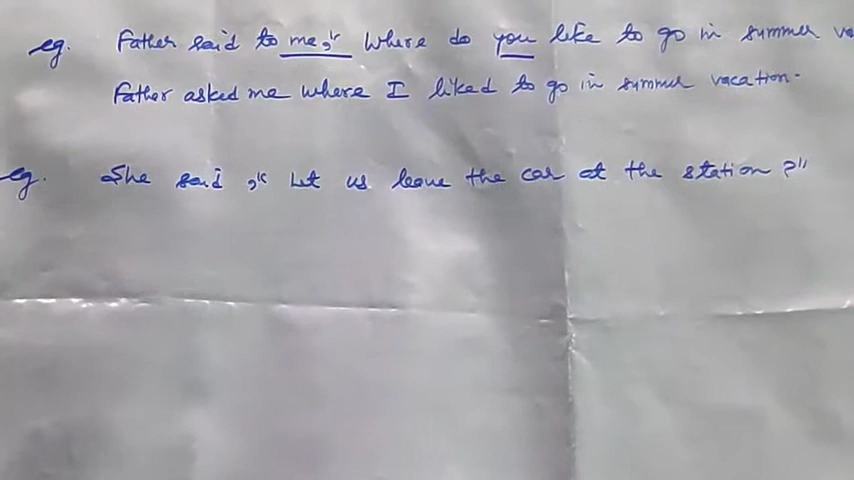 eg. Father said to me," Where do you like to go in summer va
Father asked me where I liked to go in summer vacation.
eg. She said ," Let us leave the car at the station ?"